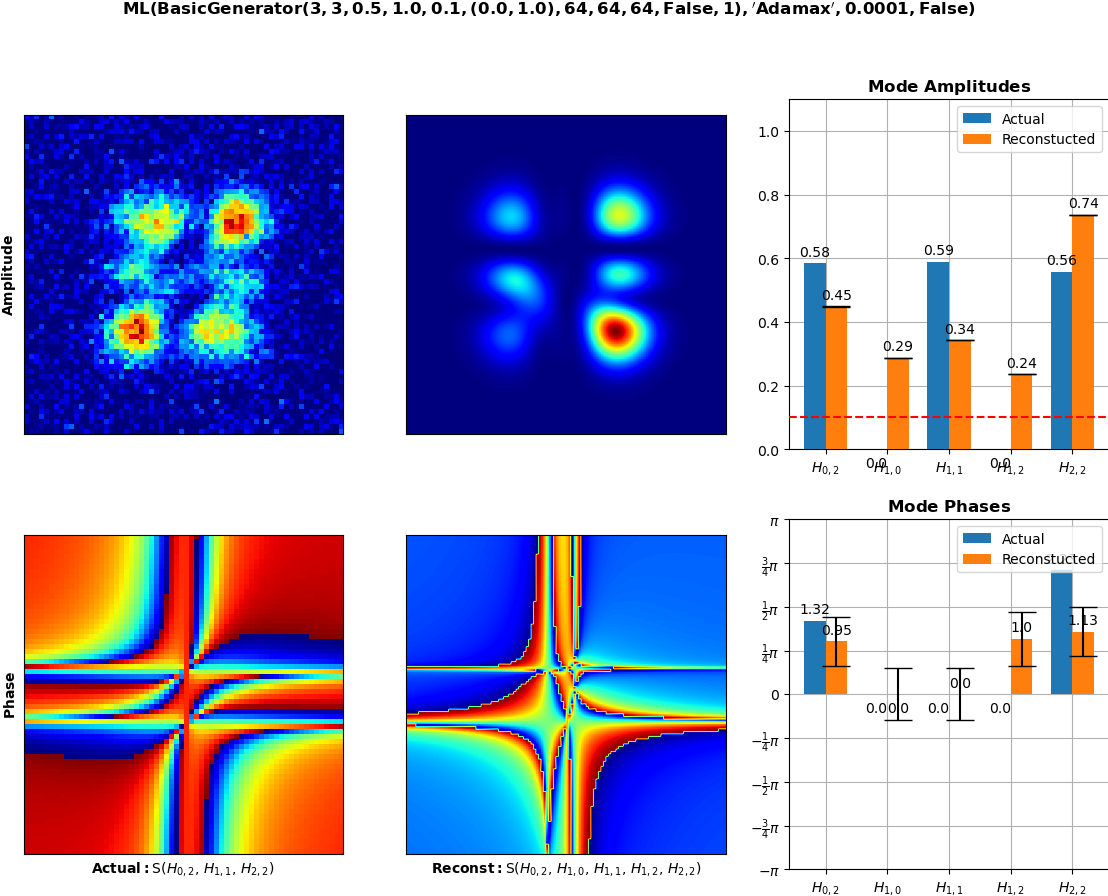 ML(BasicGenerator(3, 3, 0.5, 1.0, 0.1, (0.0, 1.0), 64, 64, 64, False, 1), ′Adamax′, 0.0001, False)
Amplitude
Mode Amplitudes
Actual
Reconstucted
1.0
0.8
0.6
0.4
0.2
0.0
0.58
0.45
0.0
0.29
0.59
0.34
0.0
0.24
0.56
0.74
H0,2
H1,0
H1,1
H1,2
H2,2
Phase
Actual: S(H0,2, H1,1, H2,2)
Reconst: S(H0,2, H1,0, H1,1, H1,2, H2,2)
Mode Phases
Actual
Reconstucted
π
3/4π
1/2π
1/4π
0
−1/4π
−1/2π
−3/4π
−π
1.32
0.95
0.0
0.0
0.0
0.0
0.0
1.0
1.13
H0,2
H1,0
H1,1
H1,2
H2,2